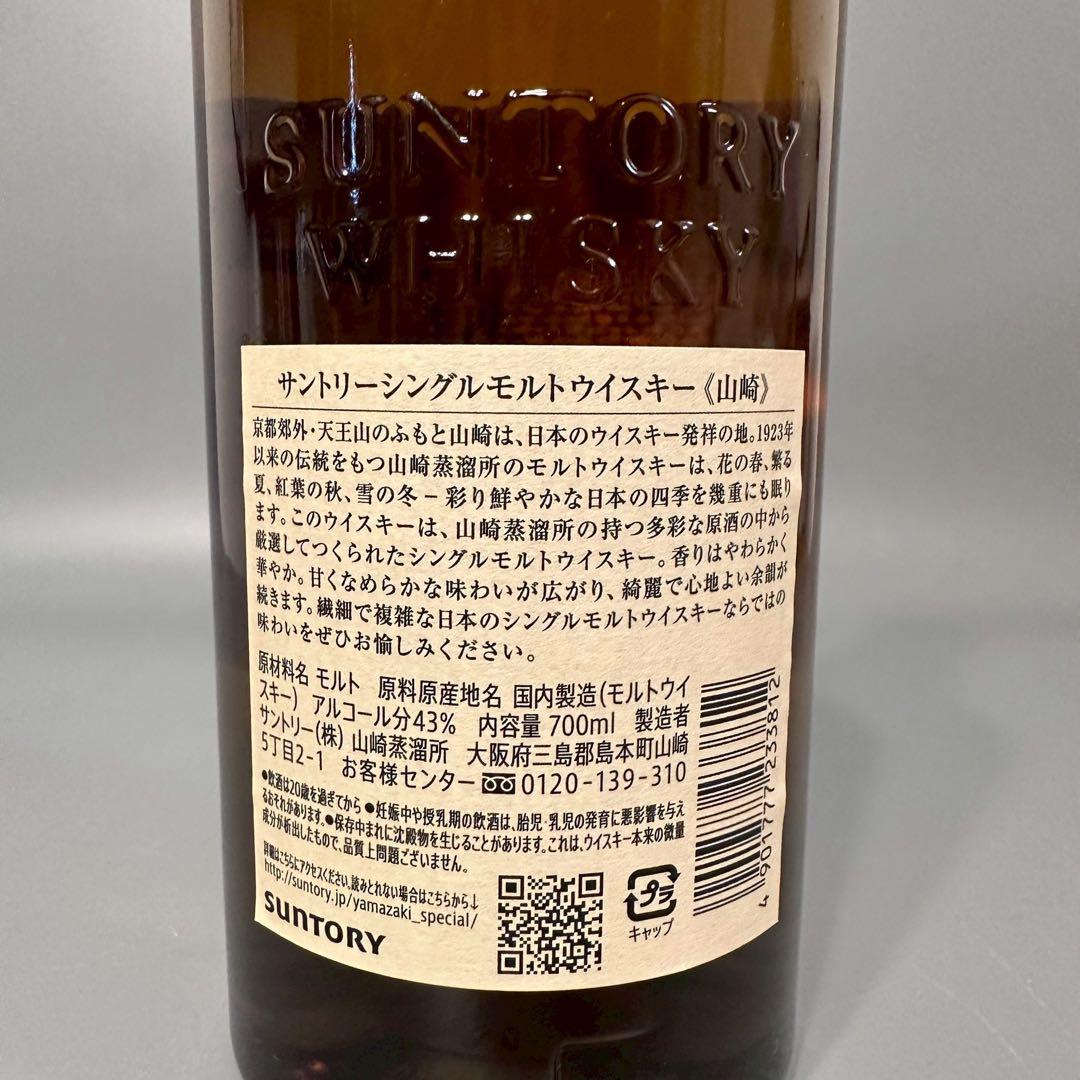 SUNTORY
WHISKY
サントリーシングルモルトウイスキー《山崎》
京都郊外・天王山のふもと山崎は、日本のウイスキー発祥の地。1923年
以来の伝統をもつ山崎蒸溜所のモルトウイスキーは、花の春、繁る
夏、紅葉の秋、雪の冬－彩り鮮やかな日本の四季を幾重にも眠り
ます。このウイスキーは、山崎蒸溜所の持つ多彩な原酒の中から
厳選してつくられたシングルモルトウイスキー。香りはやわらかく
華やか。甘くなめらかな味わいが広がり、綺麗で心地よい余韻が
続きます。繊細で複雑な日本のシングルモルトウイスキーならではの
味わいをぜひお愉しみください。
原材料名 モルト 原料原産地名 国内製造(モルトウイ
スキー) アルコール分43% 内容量 700ml 製造者
サントリー(株) 山崎蒸溜所 大阪府三島郡島本町山崎
5丁目2-1 お客様センター 0120-139-310
●飲酒は20歳を過ぎてから ●妊娠中や授乳期の飲酒は、胎児・乳児の発育に悪影響を与え
るおそれがあります。●保存中まれに沈殿物を生じることがあります。これは、ウイスキー本来の微量
成分が析出したもので、品質上問題ございません。
詳細はこちらにアクセスください。読みとれない場合はこちらから↓
http://suntory.jp/yamazaki_special/
SUNTORY
プラ
キャップ
4 901777 233812